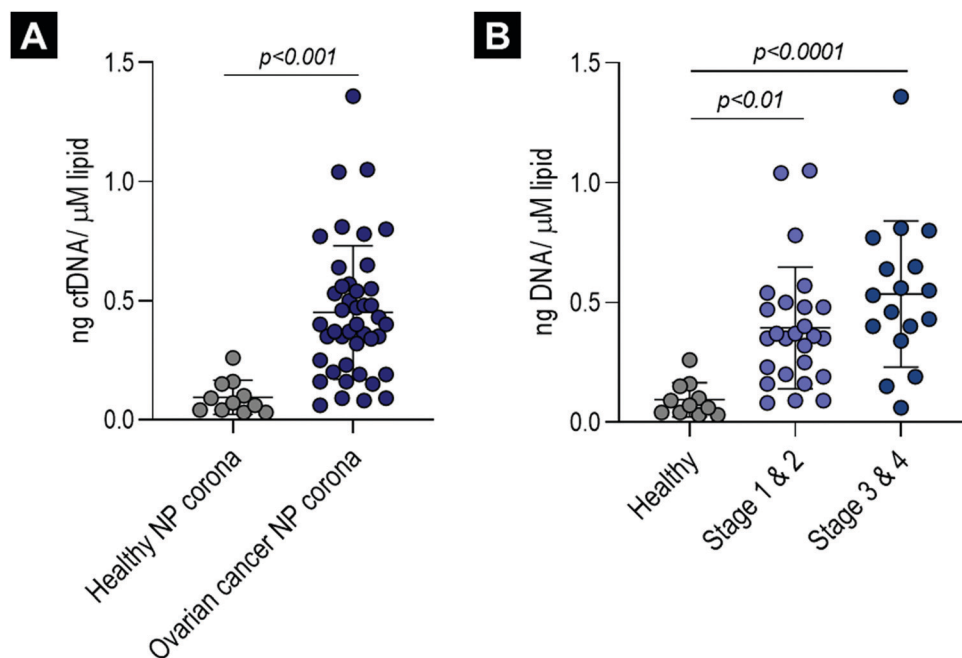 A
p<0.001
1.5
1.0
0.5
0.0
ng cfDNA/ μM lipid
Healthy NP corona
Ovarian cancer NP corona
B
p<0.0001
p<0.01
1.5
1.0
0.5
0.0
ng DNA/ μM lipid
Healthy
Stage 1 & 2
Stage 3 & 4